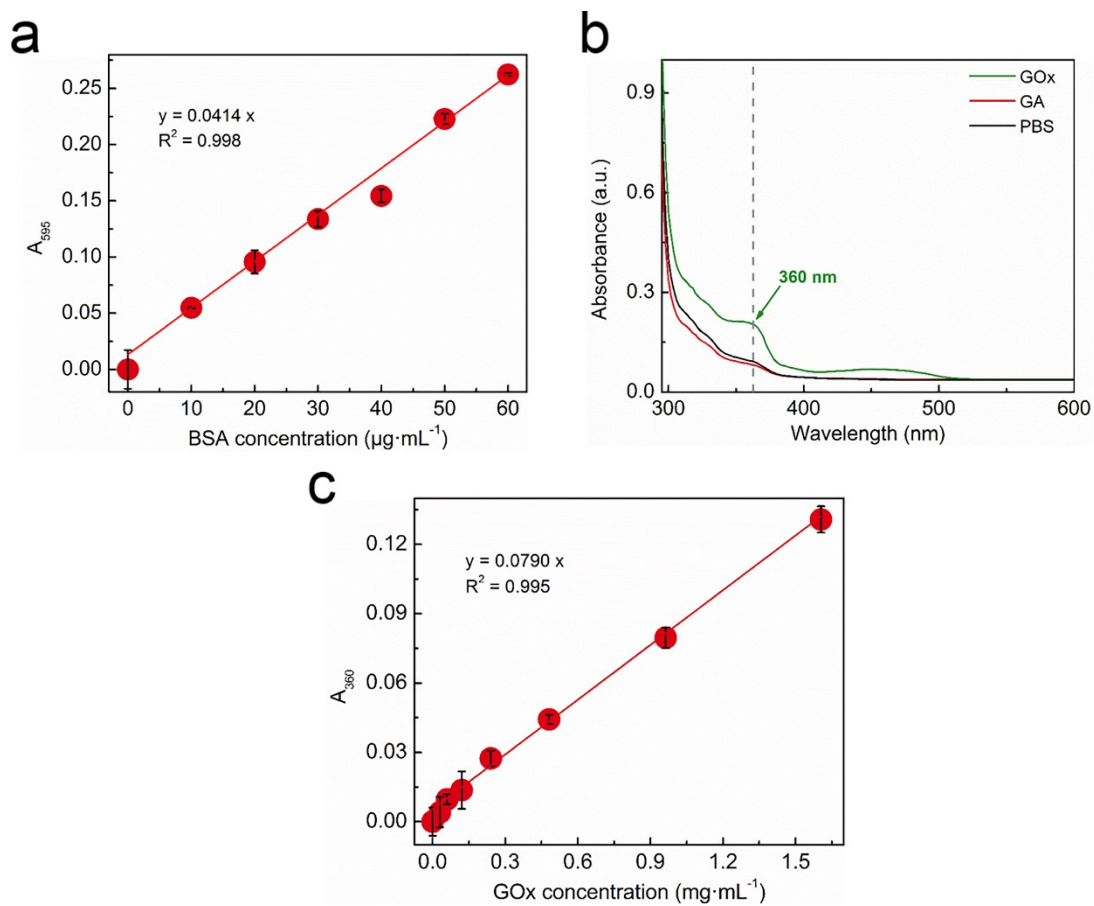 a
0.25
0.20
0.15
0.10
0.05
0.00
A₅₉₅
y = 0.0414 x
R² = 0.998
0 10 20 30 40 50 60
BSA concentration (µg·mL⁻¹)
b
0.9
0.6
0.3
0.0
Absorbance (a.u.)
GOx
GA
PBS
360 nm
300 400 500 600
Wavelength (nm)
c
0.12
0.09
0.06
0.03
0.00
A₃₆₀
y = 0.0790 x
R² = 0.995
0.0 0.3 0.6 0.9 1.2 1.5
GOx concentration (mg·mL⁻¹)